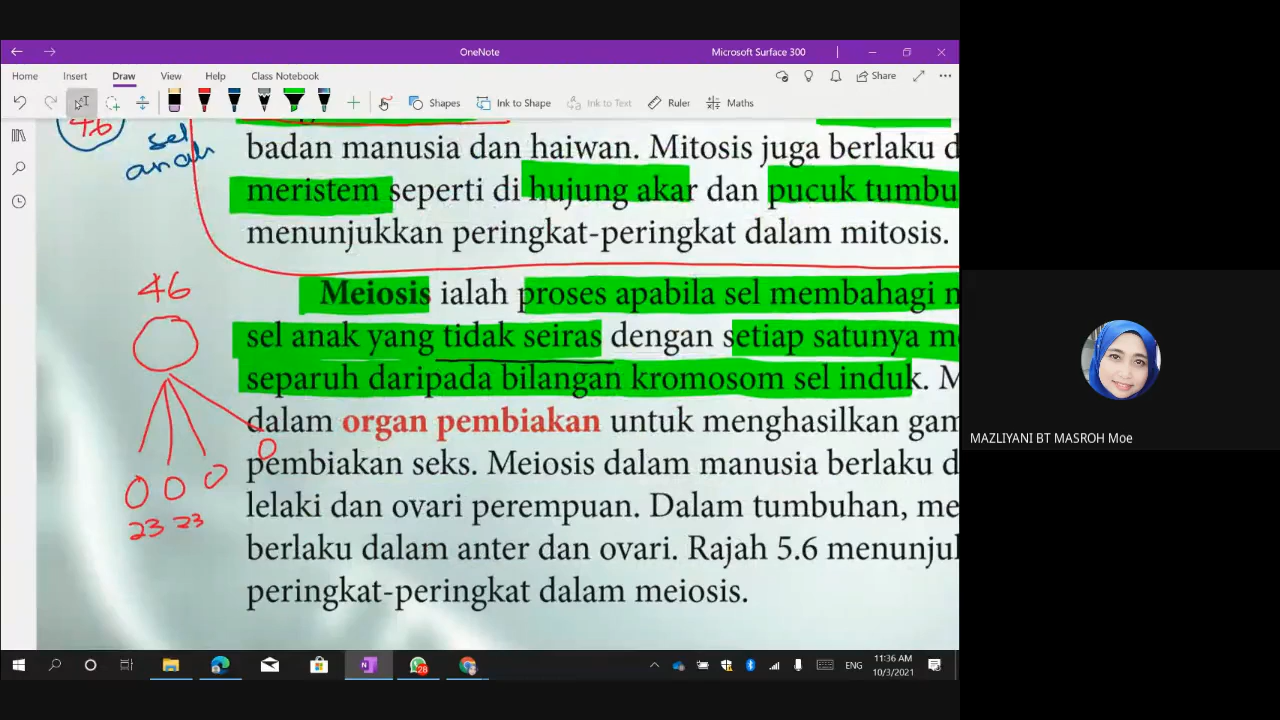 OneNote
Microsoft Surface 300
Home Insert Draw View Help Class Notebook
Share
Shapes Ink to Shape Ink to Text Ruler Maths
46
sel
anak
badan manusia dan haiwan. Mitosis juga berlaku d
meristem seperti di hujung akar dan pucuk tumbu
menunjukkan peringkat-peringkat dalam mitosis.
46
Meiosis ialah proses apabila sel membahagi
sel anak yang tidak seiras dengan setiap satunya me
separuh daripada bilangan kromosom sel induk. M
dalam organ pembiakan untuk menghasilkan gam
pembiakan seks. Meiosis dalam manusia berlaku d
lelaki dan ovari perempuan. Dalam tumbuhan, me
berlaku dalam anter dan ovari. Rajah 5.6 menunju
peringkat-peringkat dalam meiosis.
23 23
MAZLIYANI BT MASROH Moe
28
ENG
11:36 AM
10/3/2021